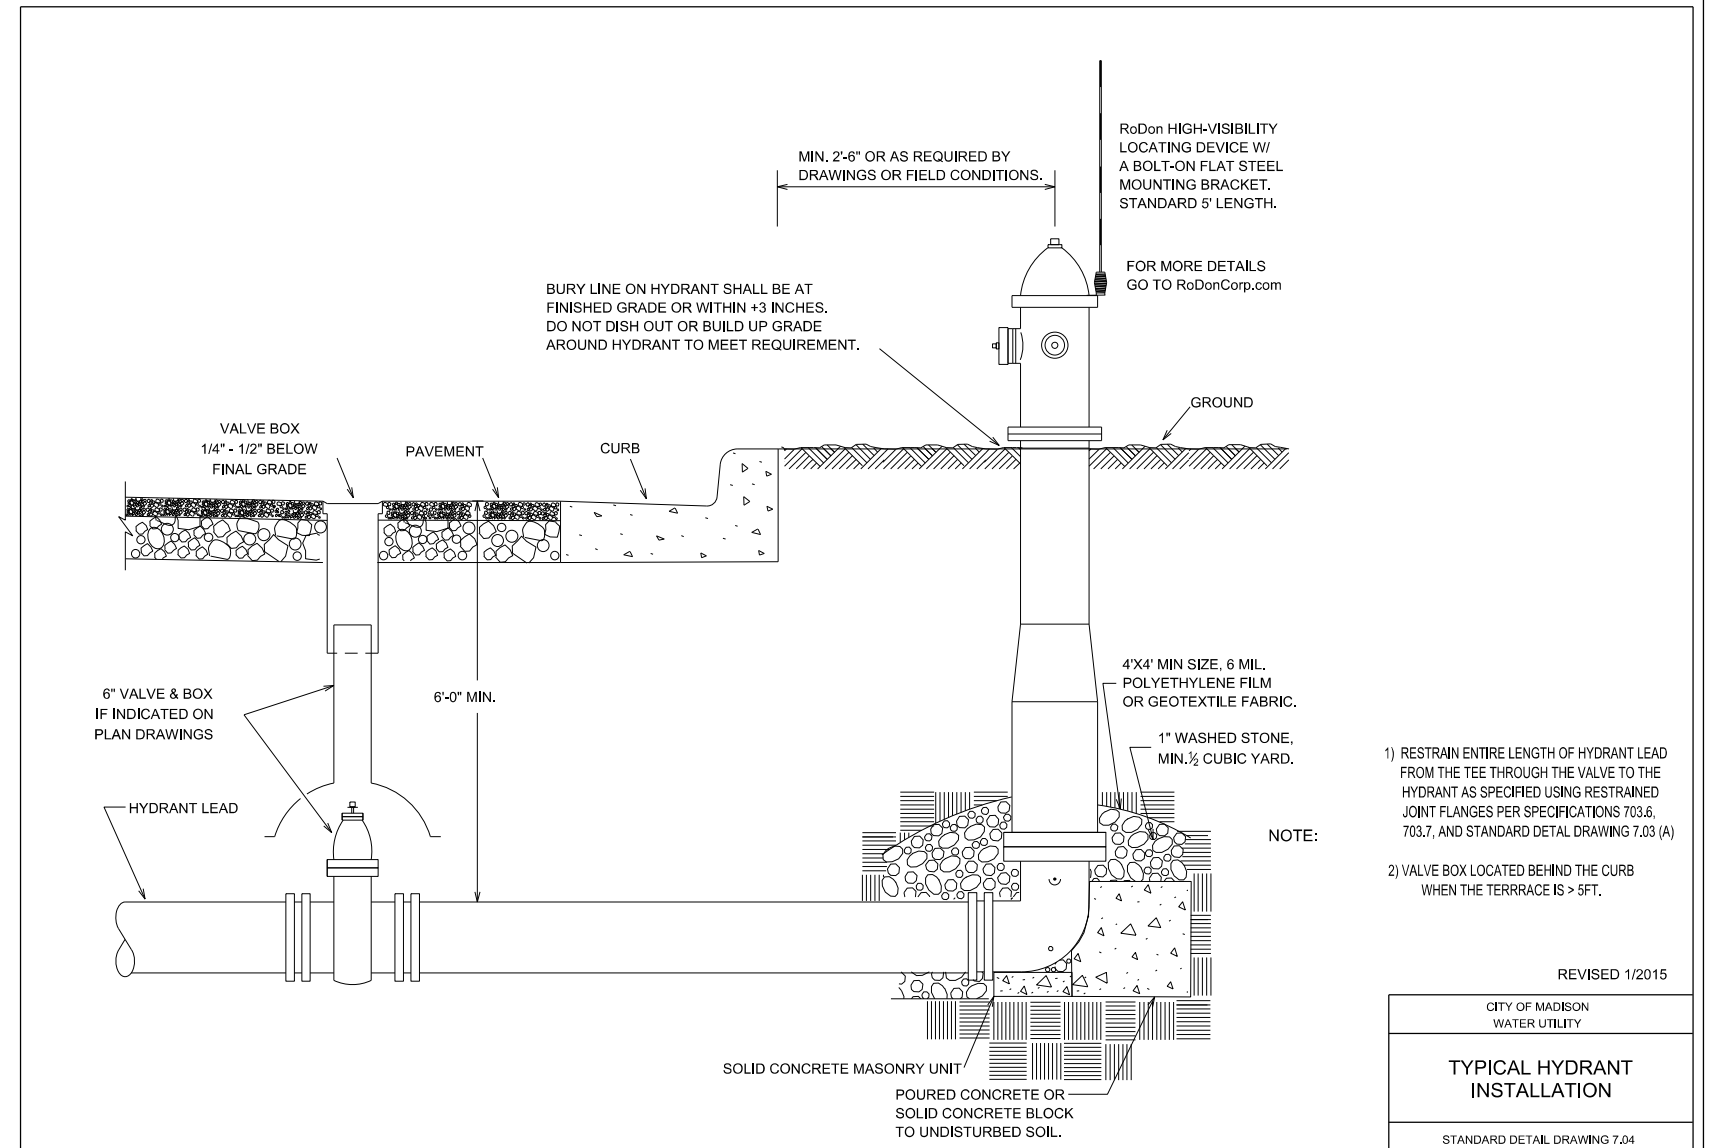 RoDon HIGH-VISIBILITY
LOCATING DEVICE W/
A BOLT-ON FLAT STEEL
MOUNTING BRACKET.
STANDARD 5' LENGTH.
MIN. 2'-6" OR AS REQUIRED BY
DRAWINGS OR FIELD CONDITIONS.
FOR MORE DETAILS
GO TO RoDonCorp.com
BURY LINE ON HYDRANT SHALL BE AT
FINISHED GRADE OR WITHIN +3 INCHES.
DO NOT DISH OUT OR BUILD UP GRADE
AROUND HYDRANT TO MEET REQUIREMENT.
GROUND
VALVE BOX
1/4" - 1/2" BELOW
FINAL GRADE
PAVEMENT
CURB
6" VALVE & BOX
IF INDICATED ON
PLAN DRAWINGS
6'-0" MIN.
4'X4' MIN SIZE, 6 MIL.
POLYETHYLENE FILM
OR GEOTEXTILE FABRIC.
1" WASHED STONE,
MIN.½ CUBIC YARD.
HYDRANT LEAD
NOTE:
1) RESTRAIN ENTIRE LENGTH OF HYDRANT LEAD
FROM THE TEE THROUGH THE VALVE TO THE
HYDRANT AS SPECIFIED USING RESTRAINED
JOINT FLANGES PER SPECIFICATIONS 703.6,
703.7, AND STANDARD DETAL DRAWING 7.03 (A)
2) VALVE BOX LOCATED BEHIND THE CURB
WHEN THE TERRRACE IS > 5FT.
SOLID CONCRETE MASONRY UNIT
POURED CONCRETE OR
SOLID CONCRETE BLOCK
TO UNDISTURBED SOIL.
REVISED 1/2015
CITY OF MADISON
WATER UTILITY
TYPICAL HYDRANT
INSTALLATION
STANDARD DETAIL DRAWING 7.04